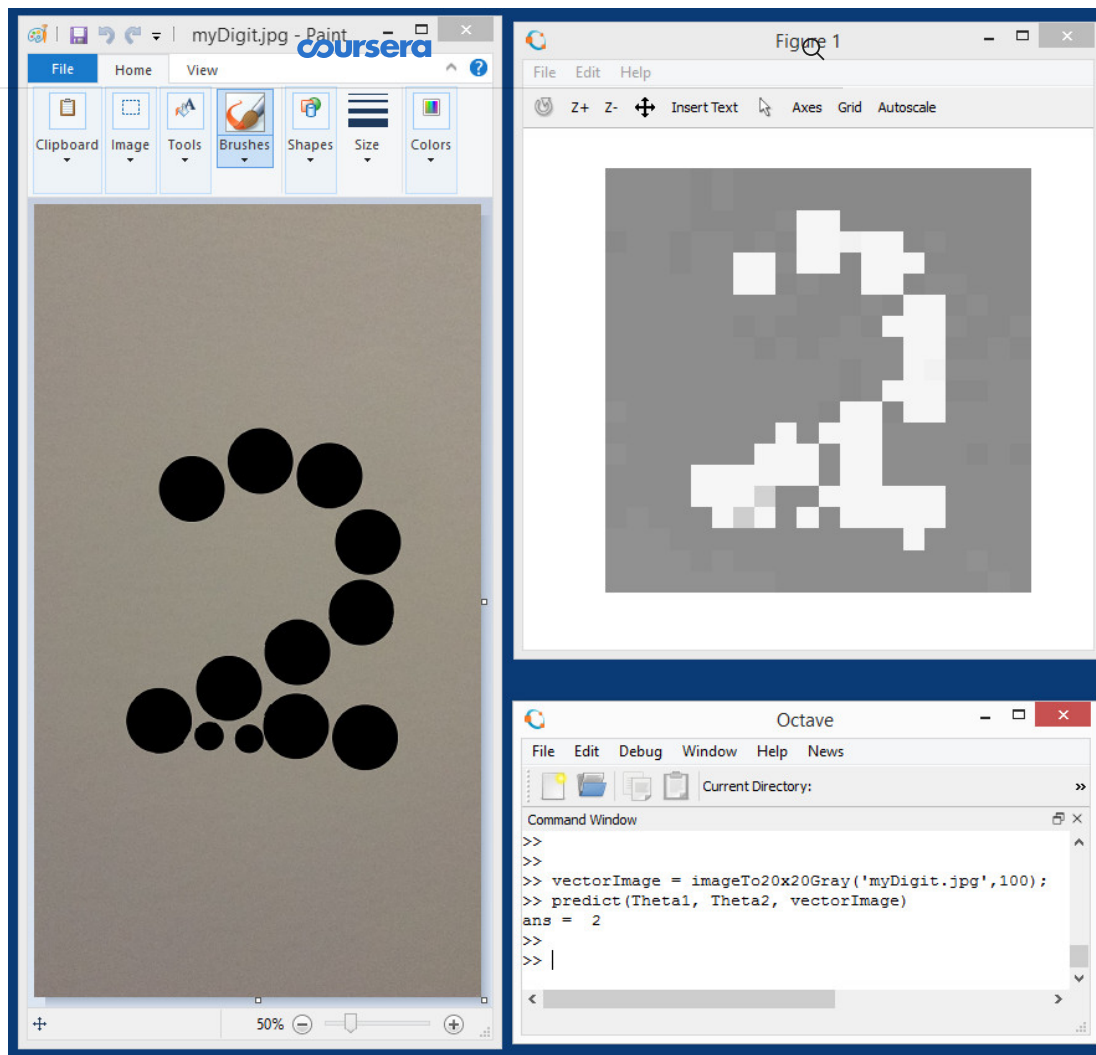 myDigit.jpg - Paint
coursera
File Home View
Clipboard Image Tools Brushes Shapes Size Colors
50%
Figure 1
File Edit Help
Z+ Z- Insert Text Axes Grid Autoscale
Octave
File Edit Debug Window Help News
Current Directory:
Command Window
>>
>>
>> vectorImage = imageTo20x20Gray('myDigit.jpg',100);
>> predict(Theta1, Theta2, vectorImage)
ans =  2
>>
>>